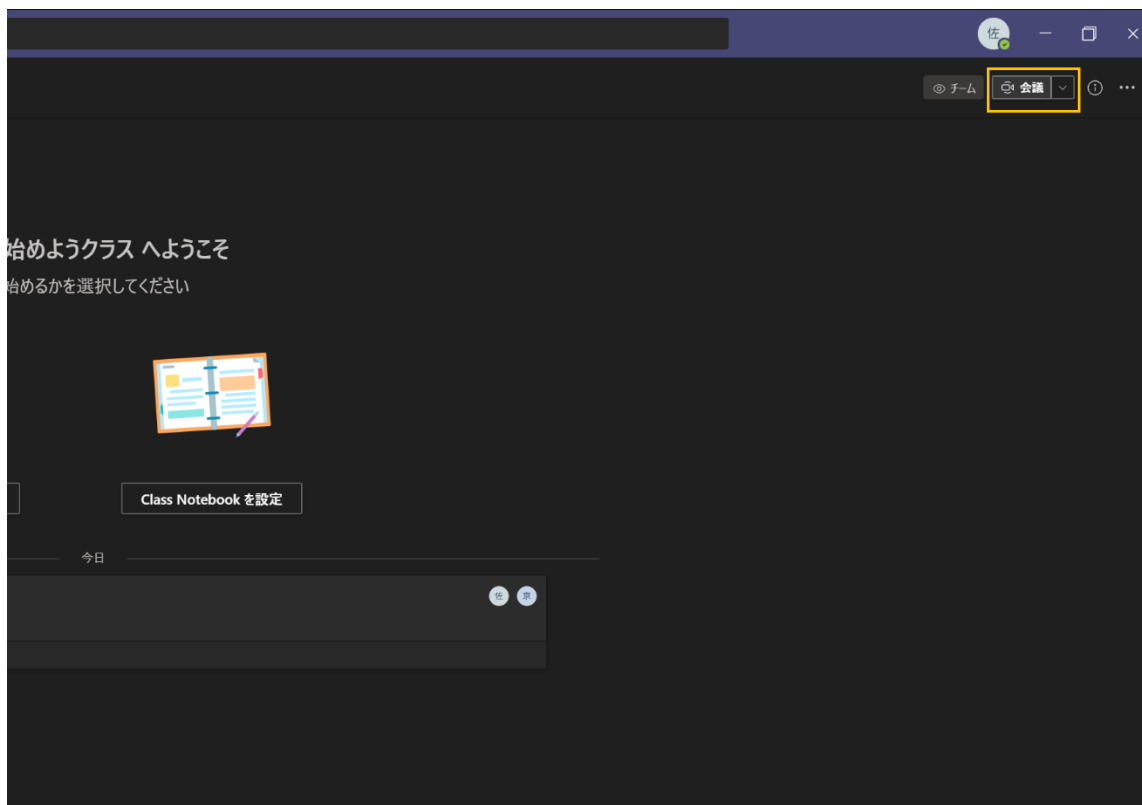 佐
チーム
会議
始めようクラス へようこそ
始めるかを選択してください
Class Notebook を設定
今日
佐 京